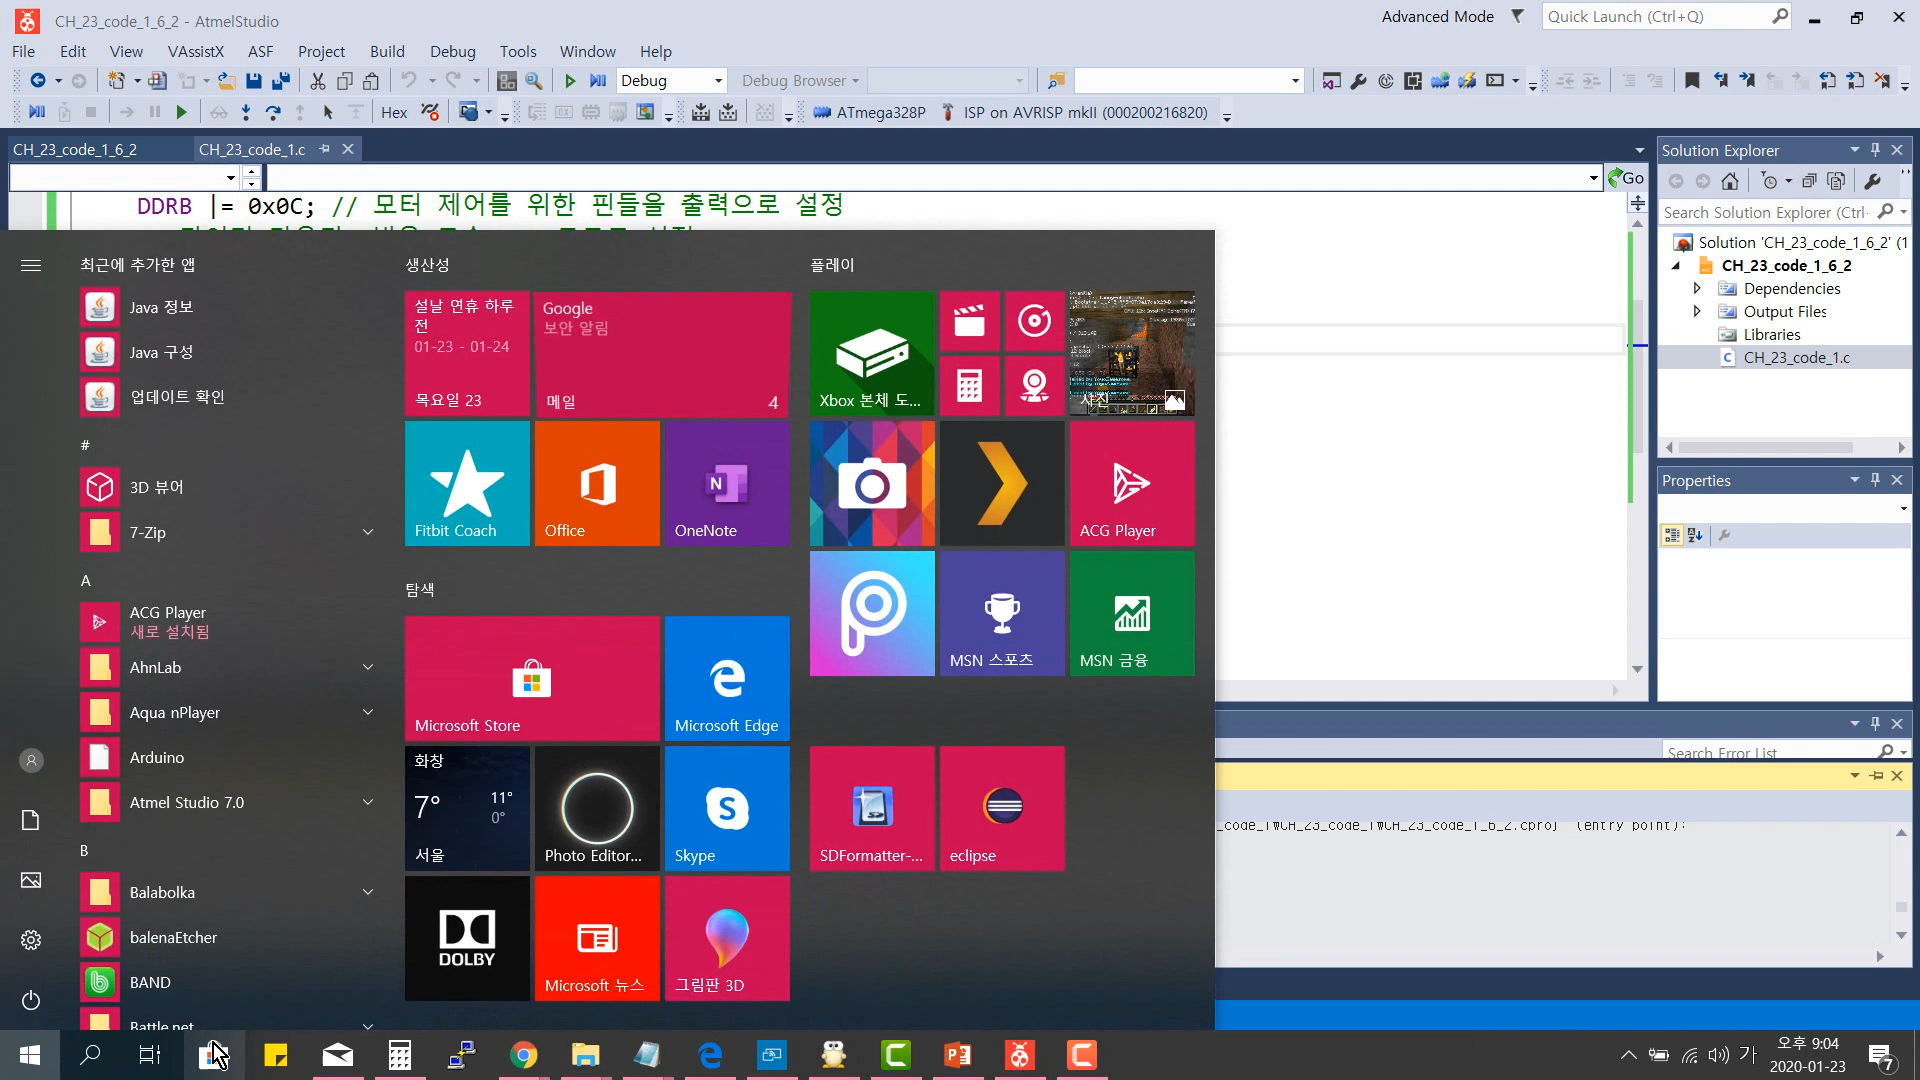 CH_23_code_1_6_2 - AtmelStudio
Advanced Mode
Quick Launch (Ctrl+Q)
File Edit View VAssistX ASF Project Build Debug Tools Window Help
Debug
Debug Browser
Hex
ATmega328P
ISP on AVRISP mkII (000200216820)
CH_23_code_1_6_2
CH_23_code_1.c
Go
DDRB |= 0x0C; // 모터 제어를 위한 핀들을 출력으로 설정
Solution Explorer
Search Solution Explorer (Ctrl
Solution 'CH_23_code_1_6_2' (1
CH_23_code_1_6_2
Dependencies
Output Files
Libraries
CH_23_code_1.c
Properties
Search Error List
_code_1₩CH_23_code_1₩CH_23_code_1_6_2.cproj" (entry point):
최근에 추가한 앱
Java 정보
Java 구성
업데이트 확인
#
3D 뷰어
7-Zip
A
ACG Player
새로 설치됨
AhnLab
Aqua nPlayer
Arduino
Atmel Studio 7.0
B
Balabolka
balenaEtcher
BAND
Battle.net
생산성
설날 연휴 하루 전
01-23 - 01-24
목요일 23
Google
보안 알림
메일
4
Fitbit Coach
Office
N
OneNote
탐색
Microsoft Store
Microsoft Edge
화창
7°
11°
0°
서울
Photo Editor...
Skype
DOLBY
Microsoft 뉴스
그림판 3D
플레이
Xbox 본체 도...
사진
ACG Player
MSN 스포츠
MSN 금융
SDFormatter-...
eclipse
가
오후 9:04
2020-01-23
7